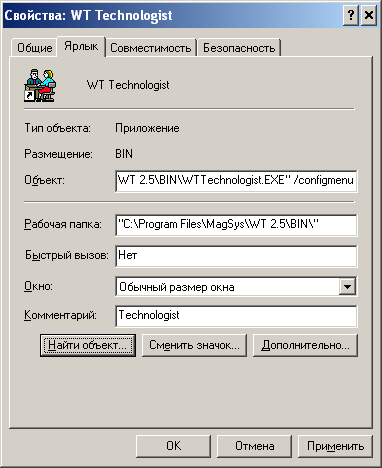 Свойства: WT Technologist
Общие Ярлык Совместимость Безопасность
WT Technologist
Тип объекта: Приложение
Размещение: BIN
Объект: WT 2.5\BIN\WTTechnologist.EXE" /configmenu
Рабочая папка: "C:\Program Files\MagSys\WT 2.5\BIN\"
Быстрый вызов: Нет
Окно: Обычный размер окна
Комментарий: Technologist
Найти объект... Сменить значок... Дополнительно...
OK Отмена Применить